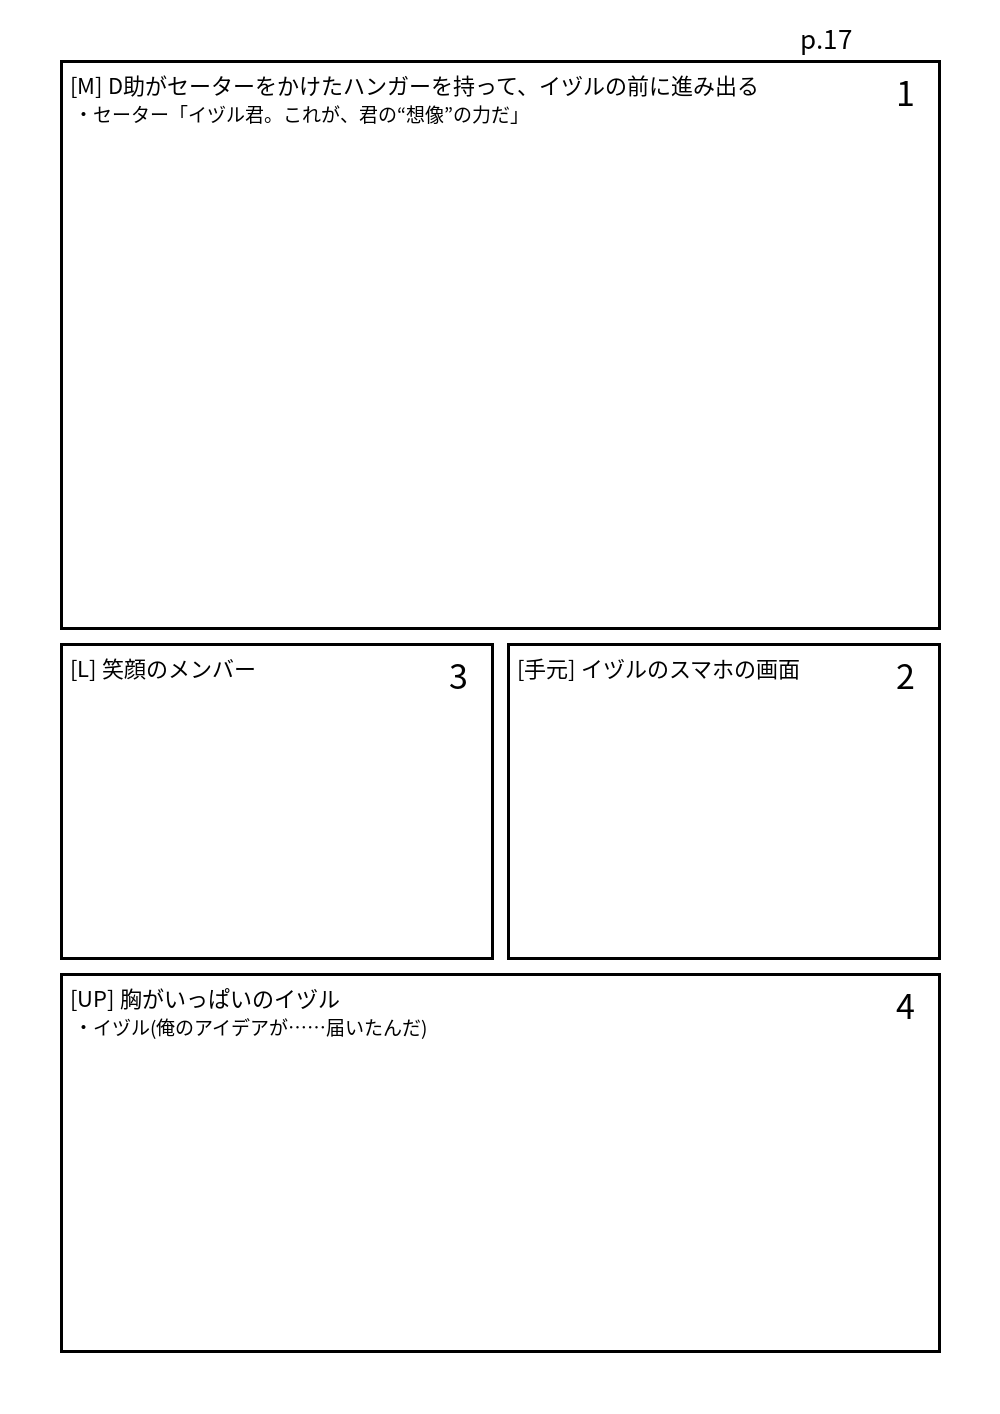 p.17
[M] D助がセーターをかけたハンガーを持って、イヅルの前に進み出る
1
・セーター「イヅル君。これが、君の“想像”の力だ」
[手元] イヅルのスマホの画面
2
[L] 笑顔のメンバー
3
[UP] 胸がいっぱいのイヅル
4
・イヅル(俺のアイデアが……届いたんだ)